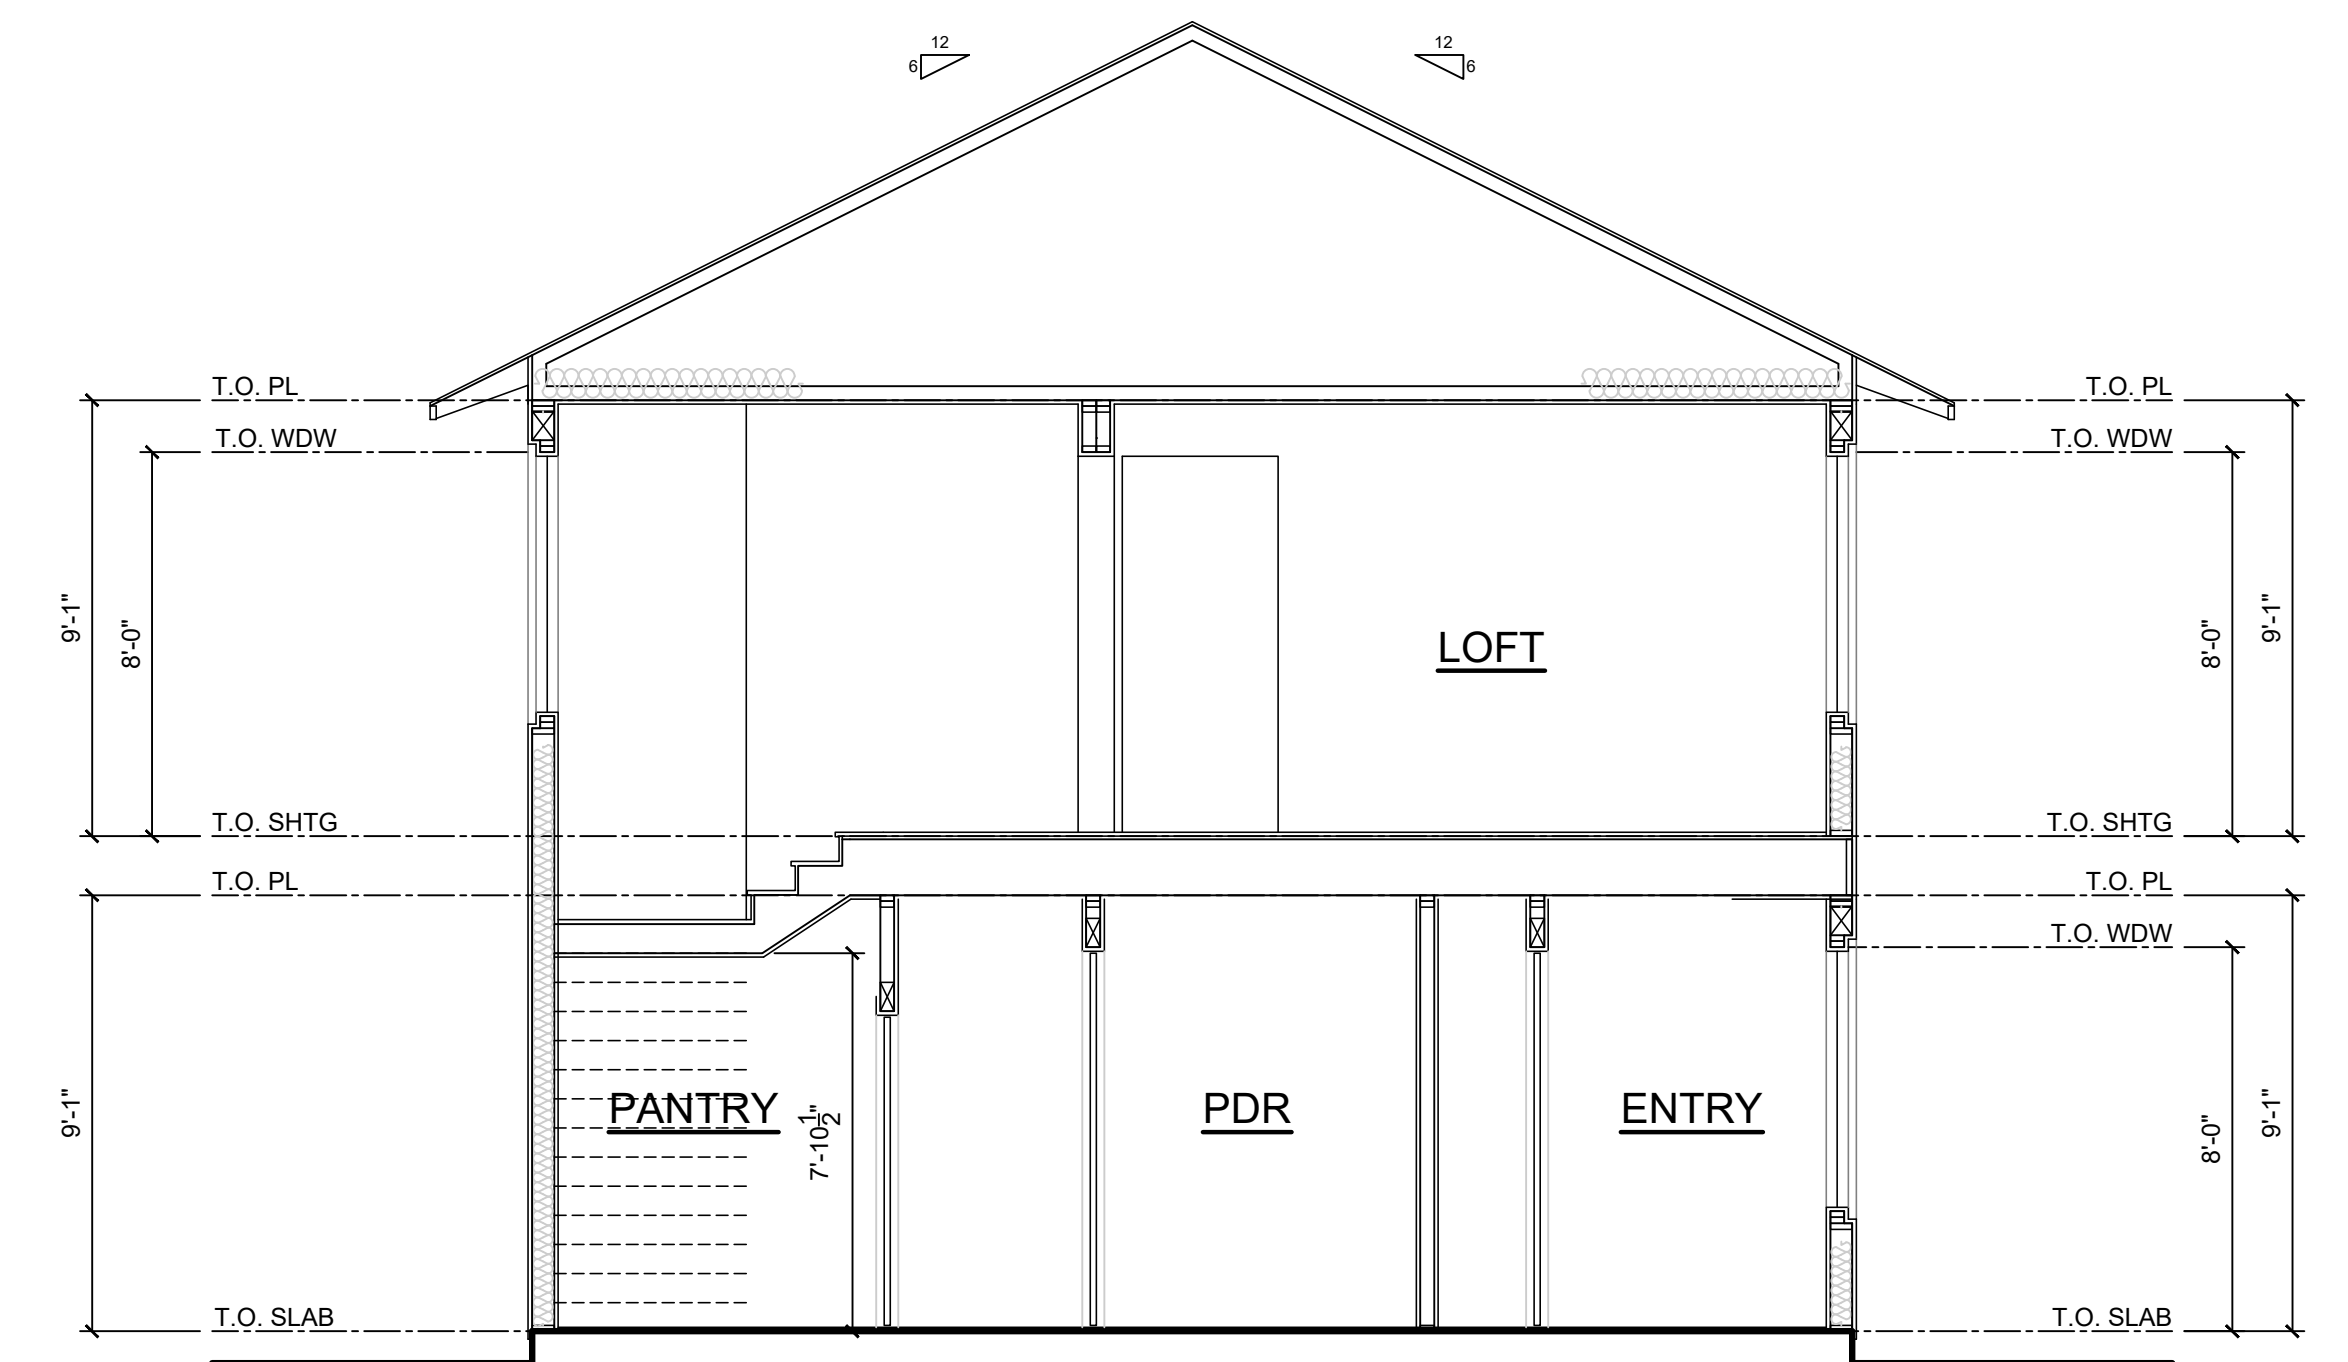 12 12
6 6
T.O. PL T.O. PL
T.O. WDW T.O. WDW
9'-1" 8'-0" LOFT 8'-0" 9'-1"
T.O. SHTG T.O. SHTG
T.O. PL T.O. PL
T.O. WDW
9'-1" PANTRY 7'-10 1/2" PDR ENTRY 8'-0" 9'-1"
T.O. SLAB T.O. SLAB